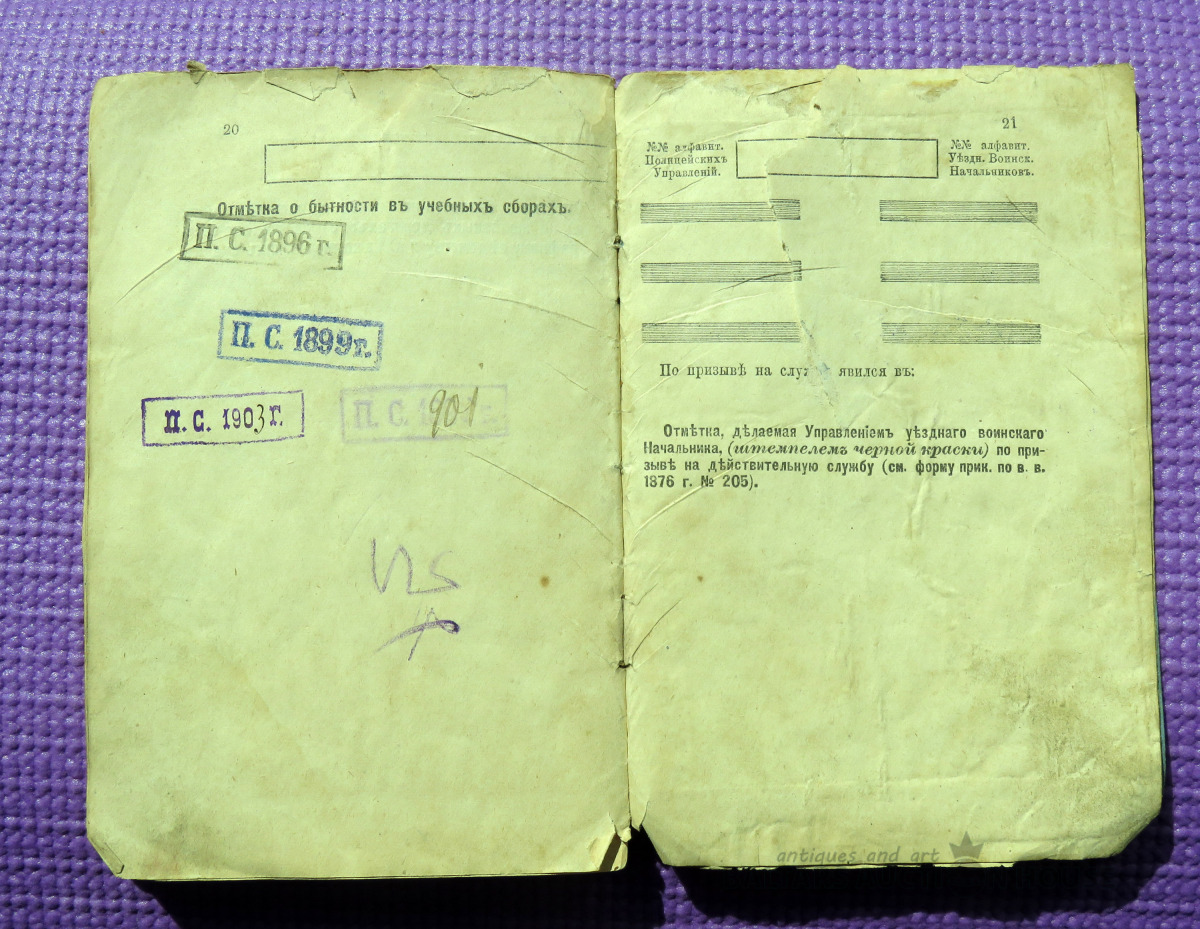 20
Отмѣтка о бытности въ учебныхъ сборахъ.
П. С. 1896 г.
П. С. 1899 г.
П. С. 1903 г.
П. С. 1901 г.
21
№№ алфавит.
Полицейскихъ
Управленій.
№№ алфавит.
Уѣздн. Воинск.
Начальниковъ.
По призывѣ на службу явился въ:
Отмѣтка, дѣлаемая Управленіемъ уѣзднаго воинскаго
Начальника, (штемпелемъ черной краски) по при-
зывѣ на дѣйствительную службу (см. форму прик. по в. в.
1876 г. № 205).
antiques and art